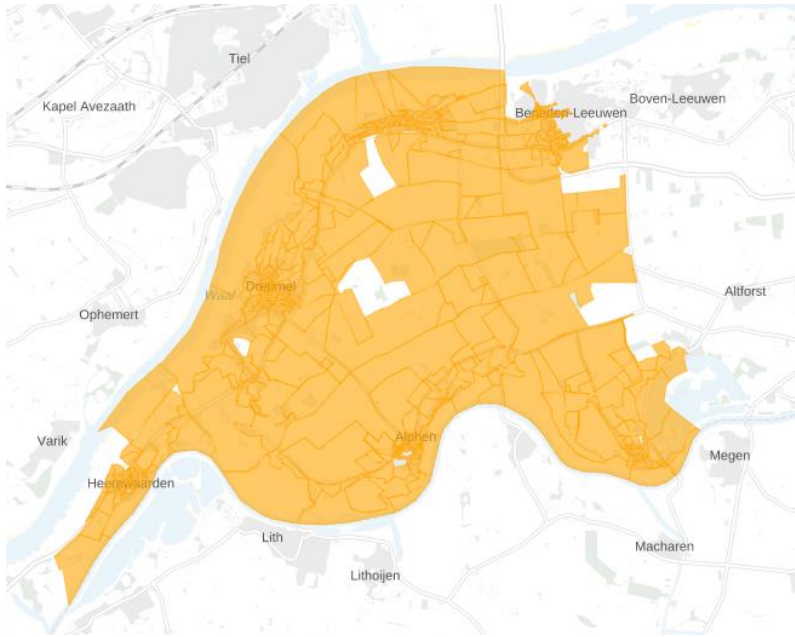 Tiel
Kapel Avezaath
Boven-Leeuwen
Beneden-Leeuwen
Dreumel
Waal
Altforst
Ophemert
Varik
Alphen
Megen
Heerewaarden
Lith
Macharen
Lithoijen